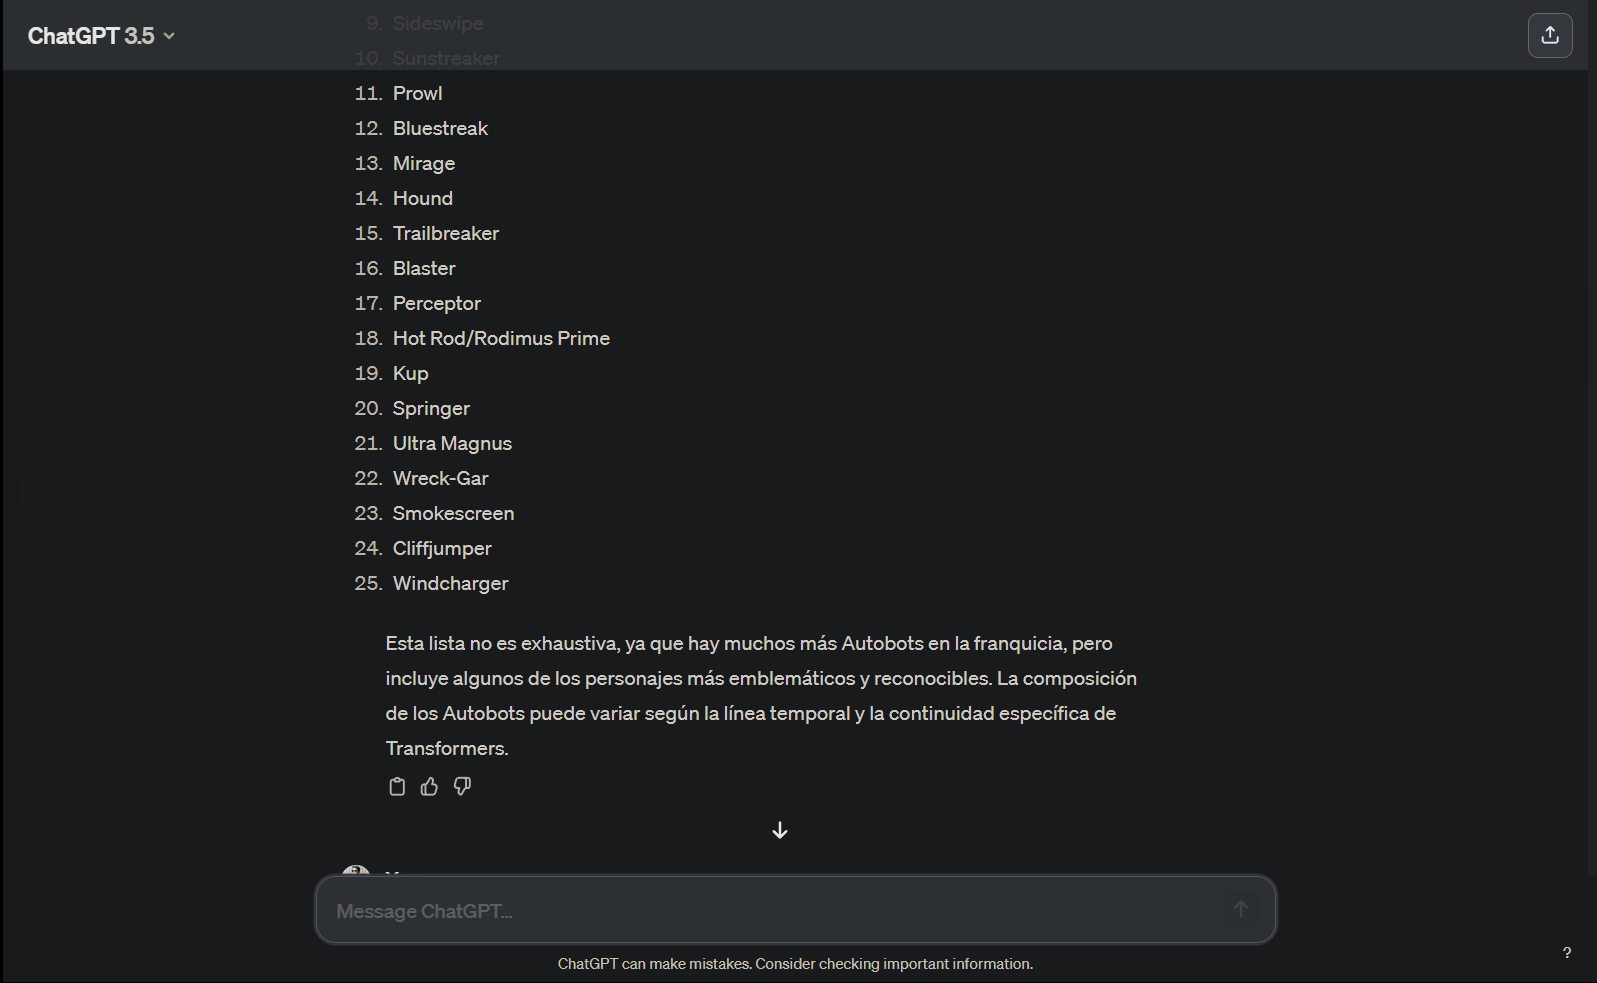 ChatGPT 3.5
9. Sideswipe
10. Sunstreaker
11. Prowl
12. Bluestreak
13. Mirage
14. Hound
15. Trailbreaker
16. Blaster
17. Perceptor
18. Hot Rod/Rodimus Prime
19. Kup
20. Springer
21. Ultra Magnus
22. Wreck-Gar
23. Smokescreen
24. Cliffjumper
25. Windcharger
Esta lista no es exhaustiva, ya que hay muchos más Autobots en la franquicia, pero
incluye algunos de los personajes más emblemáticos y reconocibles. La composición
de los Autobots puede variar según la línea temporal y la continuidad específica de
Transformers.
Message ChatGPT...
ChatGPT can make mistakes. Consider checking important information.
?